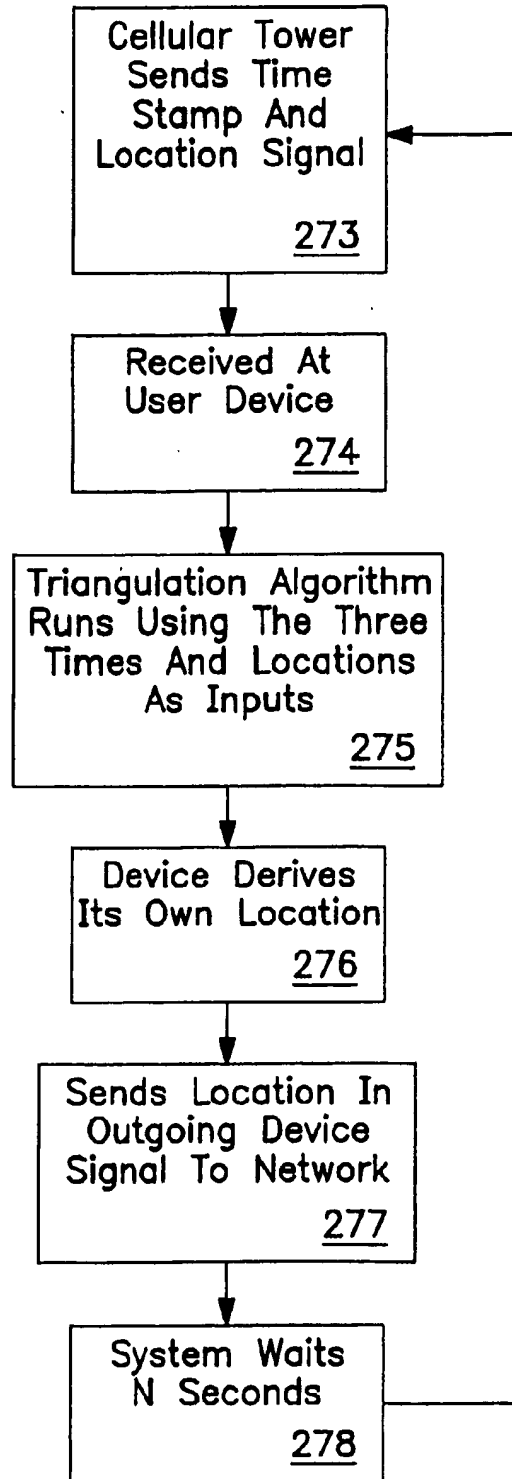 Cellular Tower
Sends Time
Stamp And
Location Signal
273
Received At
User Device
274
Triangulation Algorithm
Runs Using The Three
Times And Locations
As Inputs
275
Device Derives
Its Own Location
276
Sends Location In
Outgoing Device
Signal To Network
277
System Waits
N Seconds
278